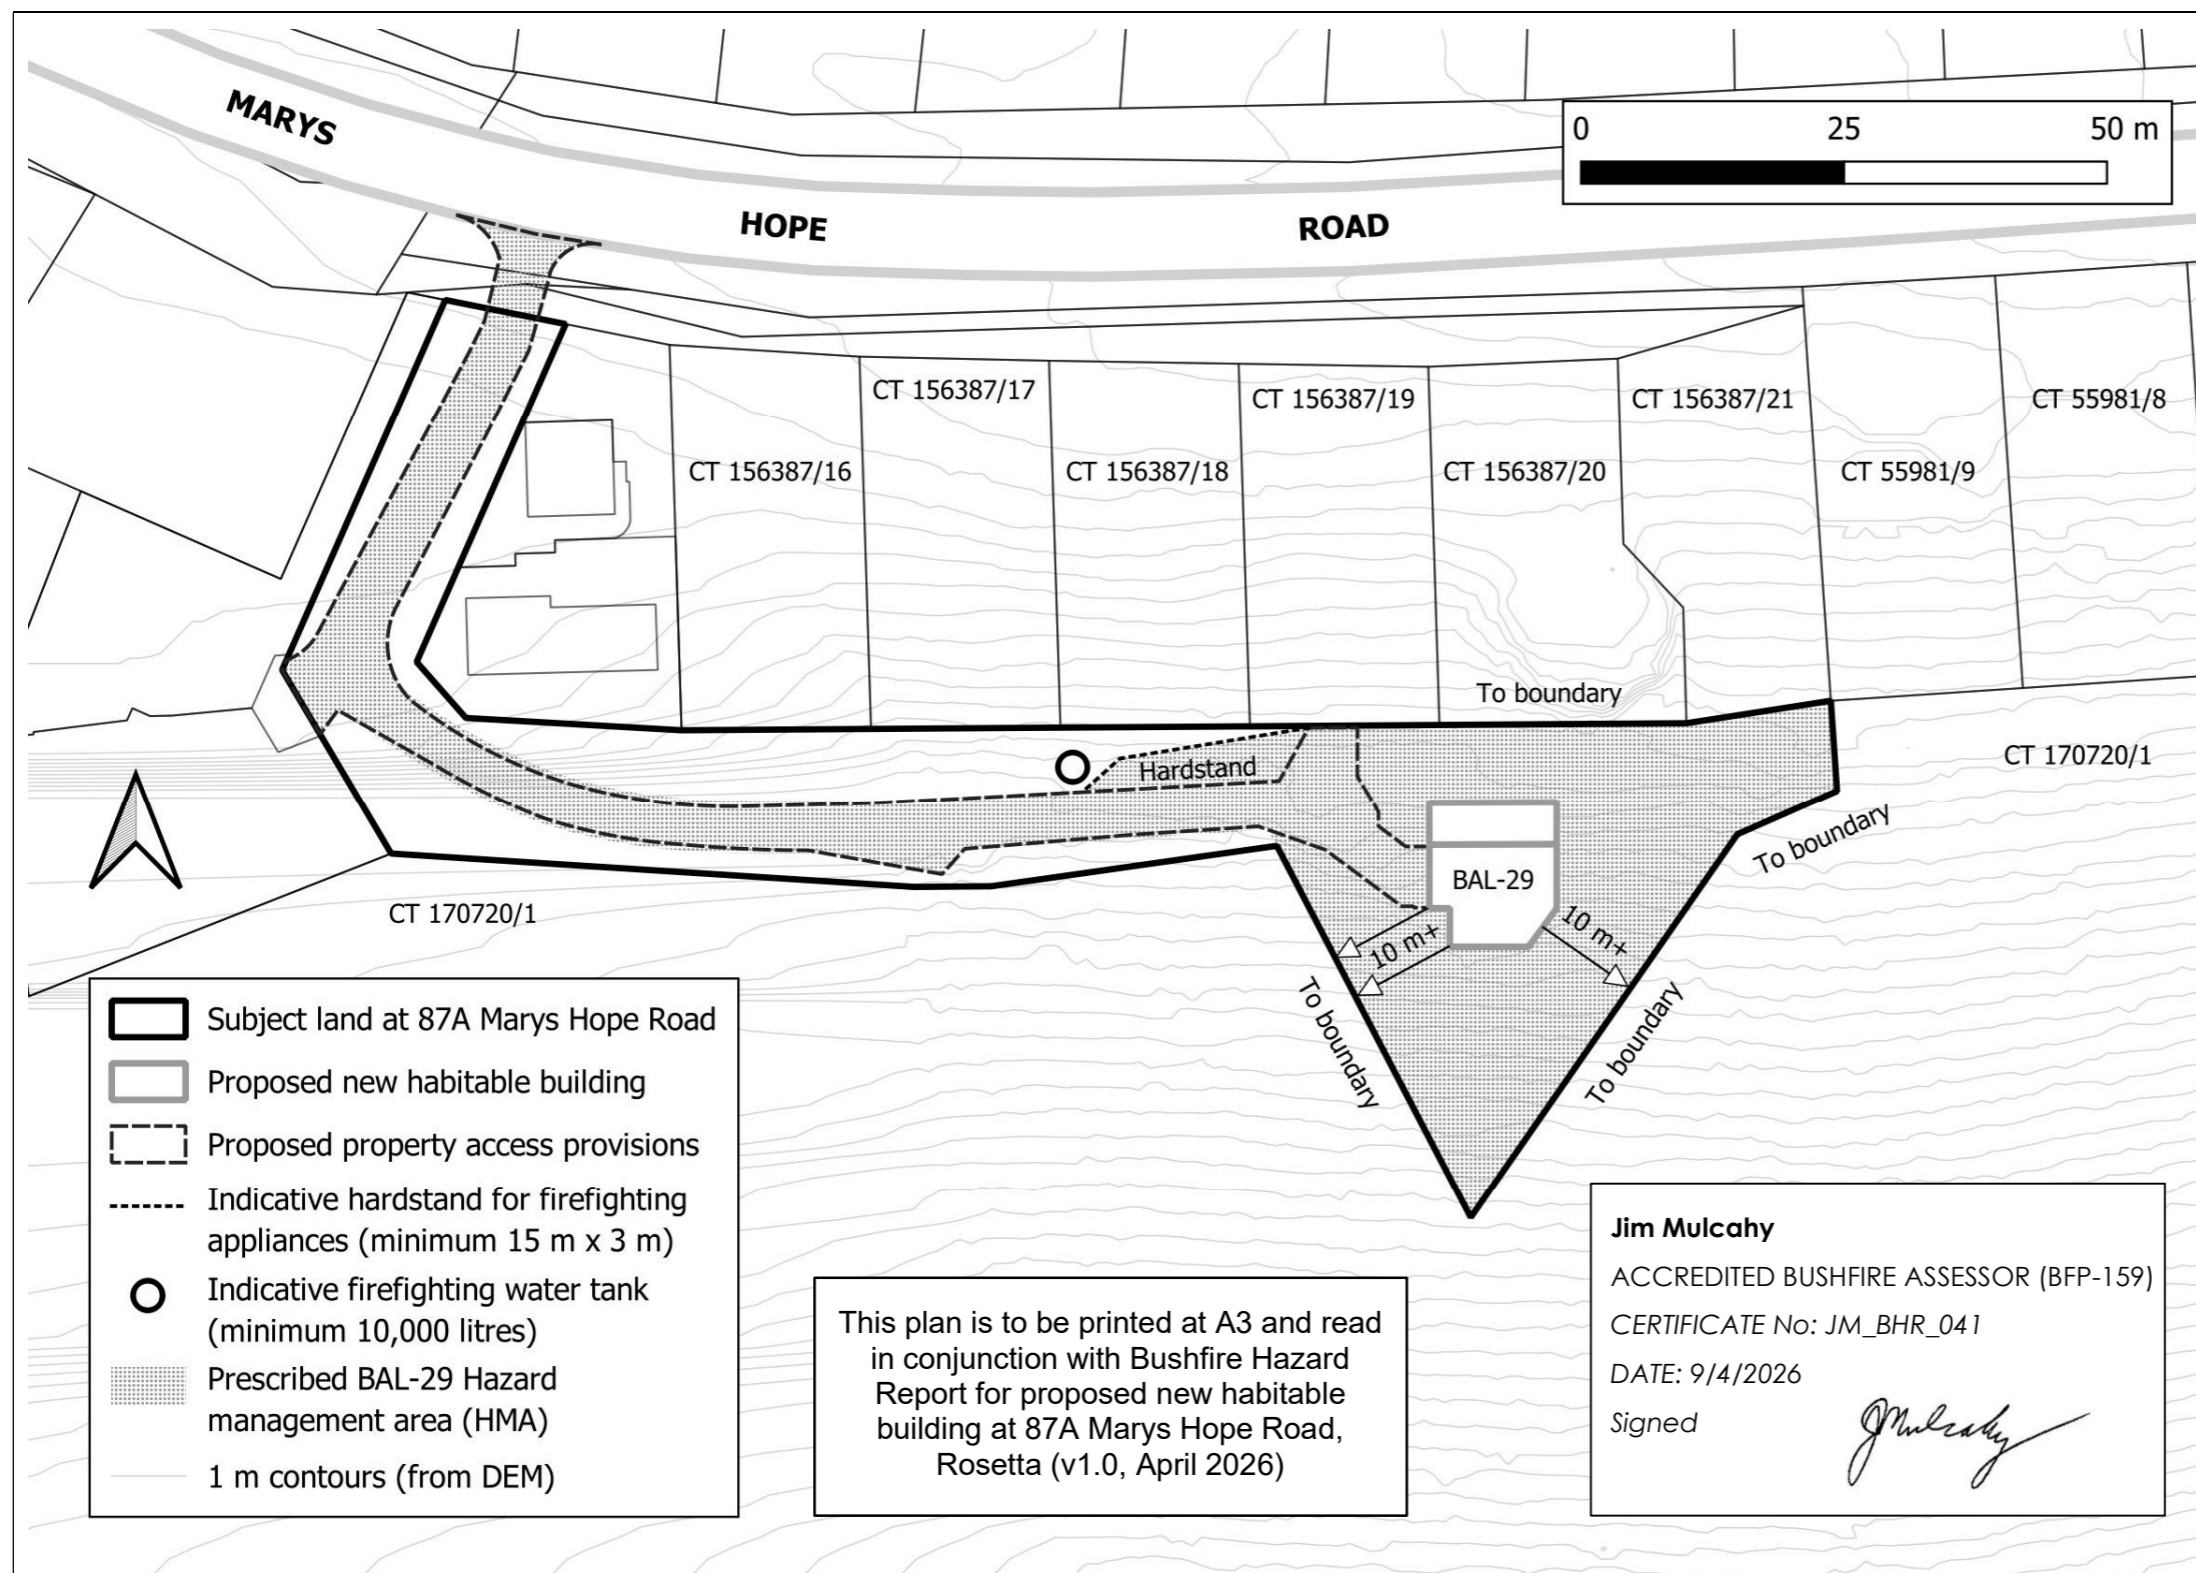 MARYS
HOPE
ROAD
0 25 50 m
CT 156387/16
CT 156387/17
CT 156387/18
CT 156387/19
CT 156387/20
CT 156387/21
CT 55981/9
CT 55981/8
To boundary
Hardstand
CT 170720/1
To boundary
BAL-29
10 m+
10 m+
To boundary
To boundary
CT 170720/1
Subject land at 87A Marys Hope Road
Proposed new habitable building
Proposed property access provisions
Indicative hardstand for firefighting
appliances (minimum 15 m x 3 m)
Indicative firefighting water tank
(minimum 10,000 litres)
Prescribed BAL-29 Hazard
management area (HMA)
1 m contours (from DEM)
This plan is to be printed at A3 and read
in conjunction with Bushfire Hazard
Report for proposed new habitable
building at 87A Marys Hope Road,
Rosetta (v1.0, April 2026)
Jim Mulcahy
ACCREDITED BUSHFIRE ASSESSOR (BFP-159)
CERTIFICATE No: JM_BHR_041
DATE: 9/4/2026
Signed
JMulcahy